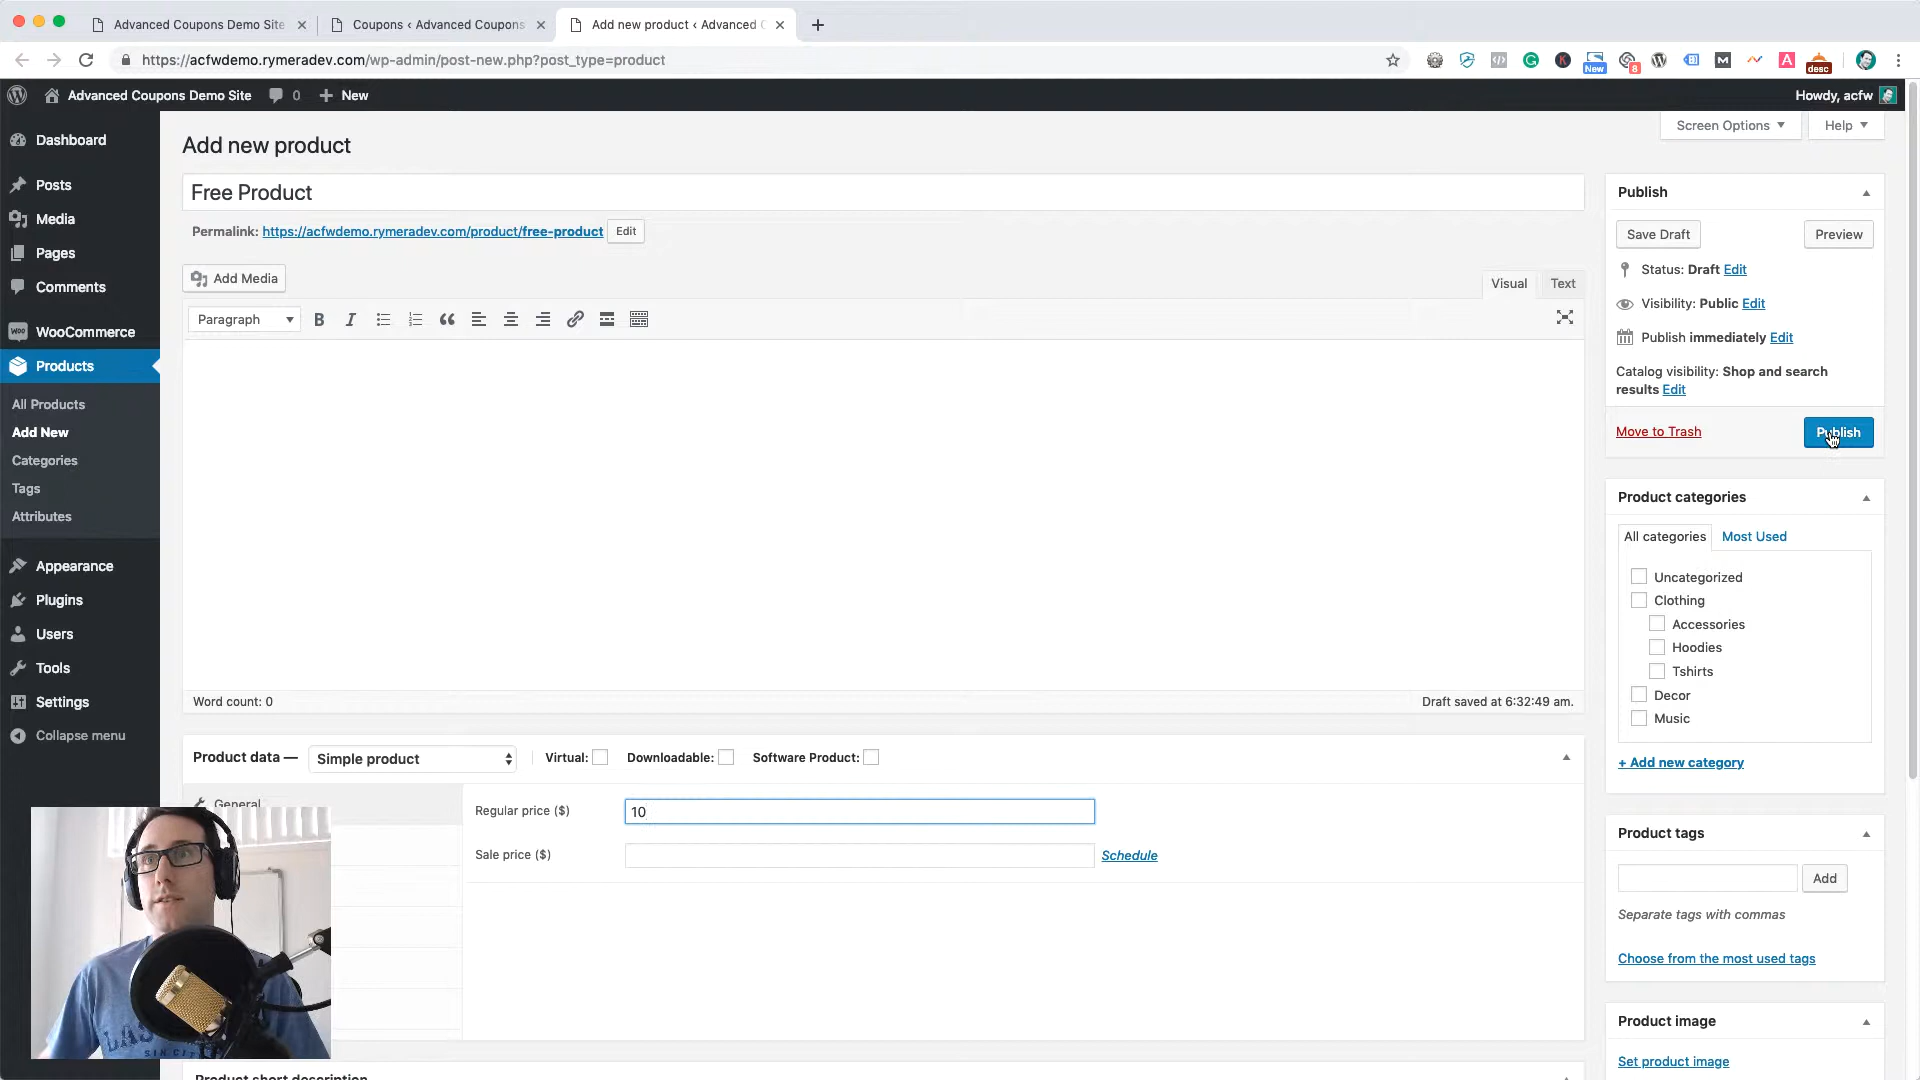 Advanced Coupons Demo Site
Coupons ‹ Advanced Coupons
Add new product ‹ Advanced C
https://acfwdemo.rymeradev.com/wp-admin/post-new.php?post_type=product
New
8
desc
Advanced Coupons Demo Site
0
New
Howdy, acfw
Screen Options
Help
Dashboard
Posts
Media
Pages
Comments
WooCommerce
Products
All Products
Add New
Categories
Tags
Attributes
Appearance
Plugins
Users
Tools
Settings
Collapse menu
Add new product
Free Product
Permalink: https://acfwdemo.rymeradev.com/product/free-product Edit
Add Media
Visual Text
Paragraph
Word count: 0
Draft saved at 6:32:49 am.
Product data — Simple product Virtual: Downloadable: Software Product:
General
Regular price ($) 10
Sale price ($) Schedule
Product short description
SIN CITY
Publish
Save Draft Preview
Status: Draft Edit
Visibility: Public Edit
Publish immediately Edit
Catalog visibility: Shop and search
results Edit
Move to Trash Publish
Product categories
All categories Most Used
Uncategorized
Clothing
Accessories
Hoodies
Tshirts
Decor
Music
+ Add new category
Product tags
Add
Separate tags with commas
Choose from the most used tags
Product image
Set product image